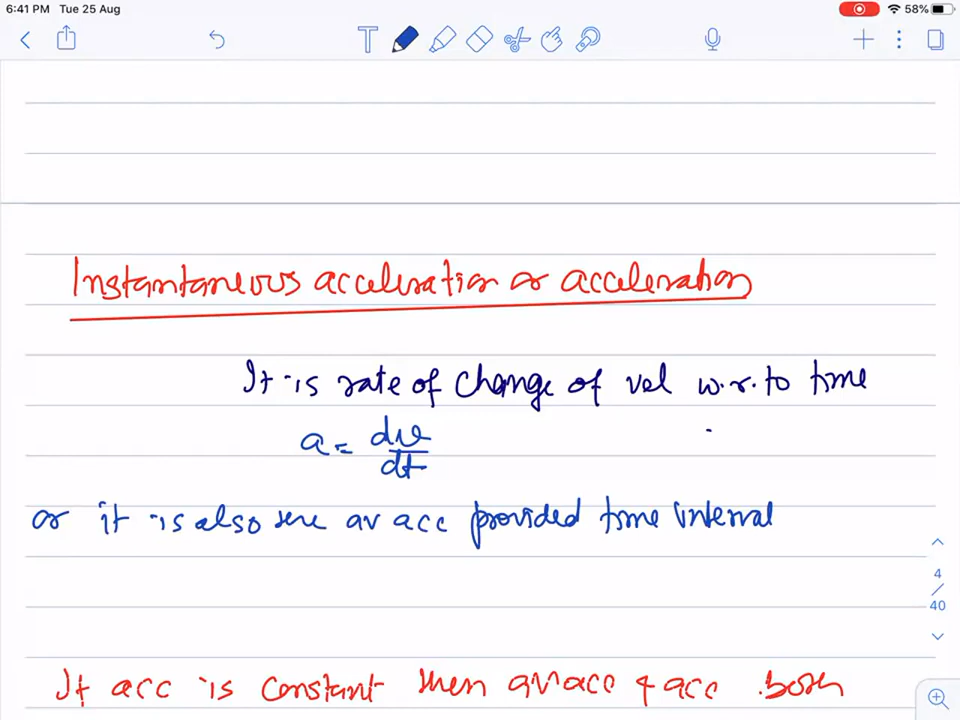 6:41 PM Tue 25 Aug
58%
T
Instantaneous acceleration or acceleration
It is rate of change of vel w.r.to time
a = dv/dt
or it is also av acc provided time interval
4
/
40
If acc is constant then av acc & acc both